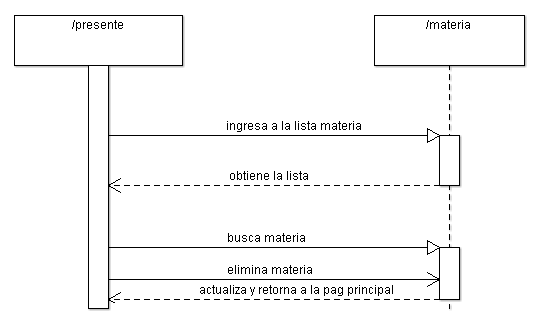 /presente
/materia
ingresa a la lista materia
obtiene la lista
busca materia
elimina materia
actualiza y retorna a la pag principal